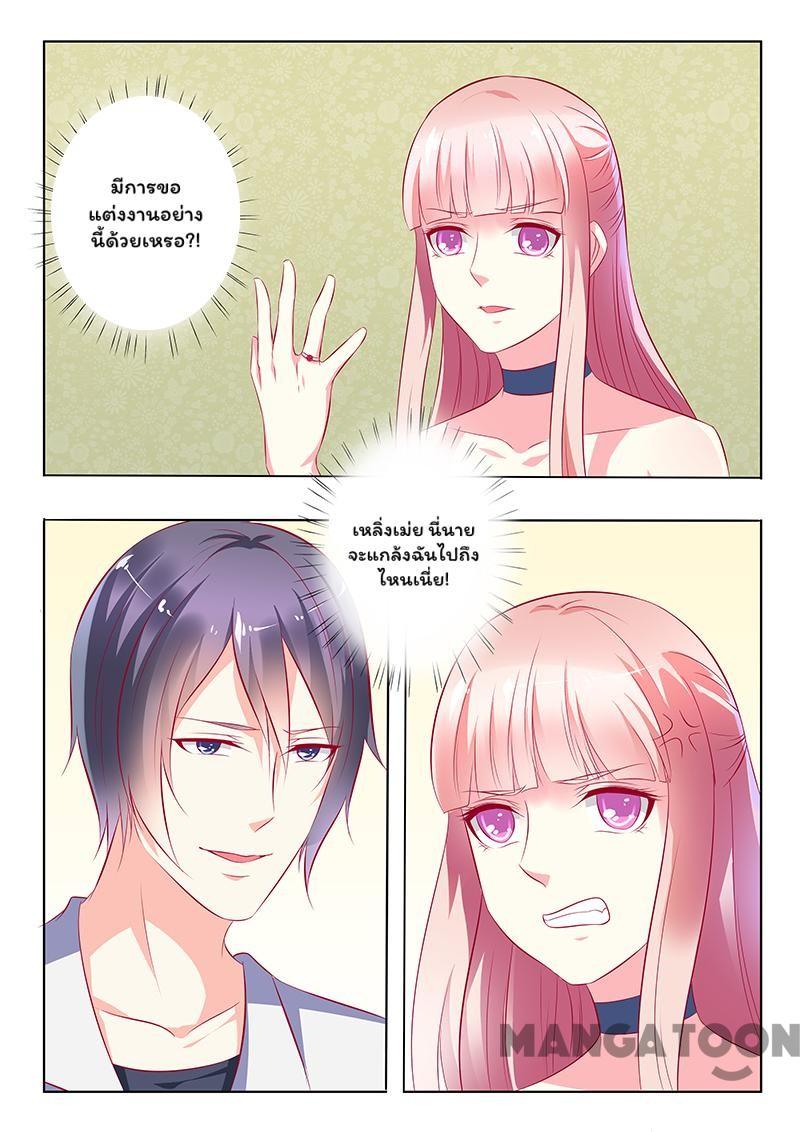 มีการขอ
แต่งงานอย่าง
นี้ด้วยเหรอ?!
เหลิ่งเม่ย นี่นาย
จะแกล้งฉันไปถึง
ไหนเนี่ย!
MANGATOON